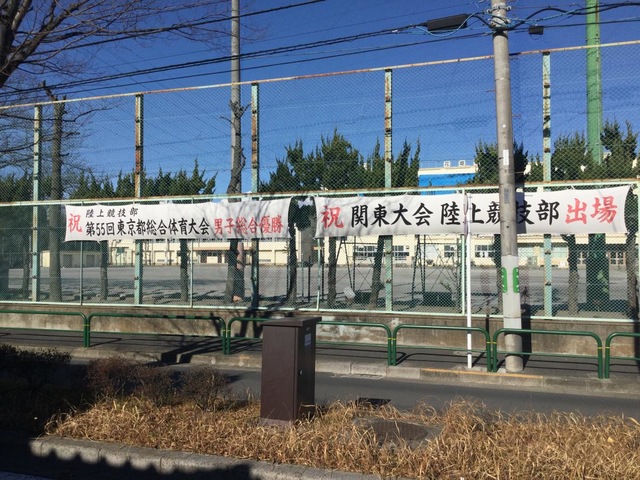 祝
陸上競技部
第55回東京都総合体育大会 男子総合優勝
祝 関東大会 陸上競技部 出場